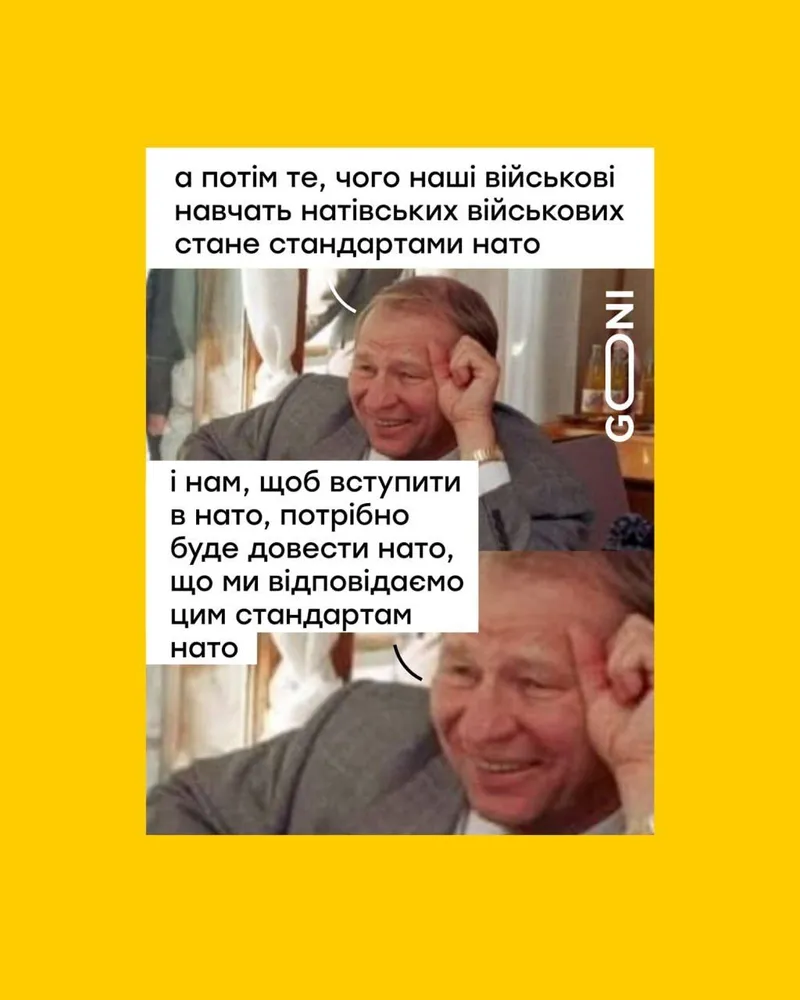 а потім те, чого наші військові
навчать натівських військових
стане стандартами нато
GONI
і нам, щоб вступити
в нато, потрібно
буде довести нато,
що ми відповідаємо
цим стандартам
нато